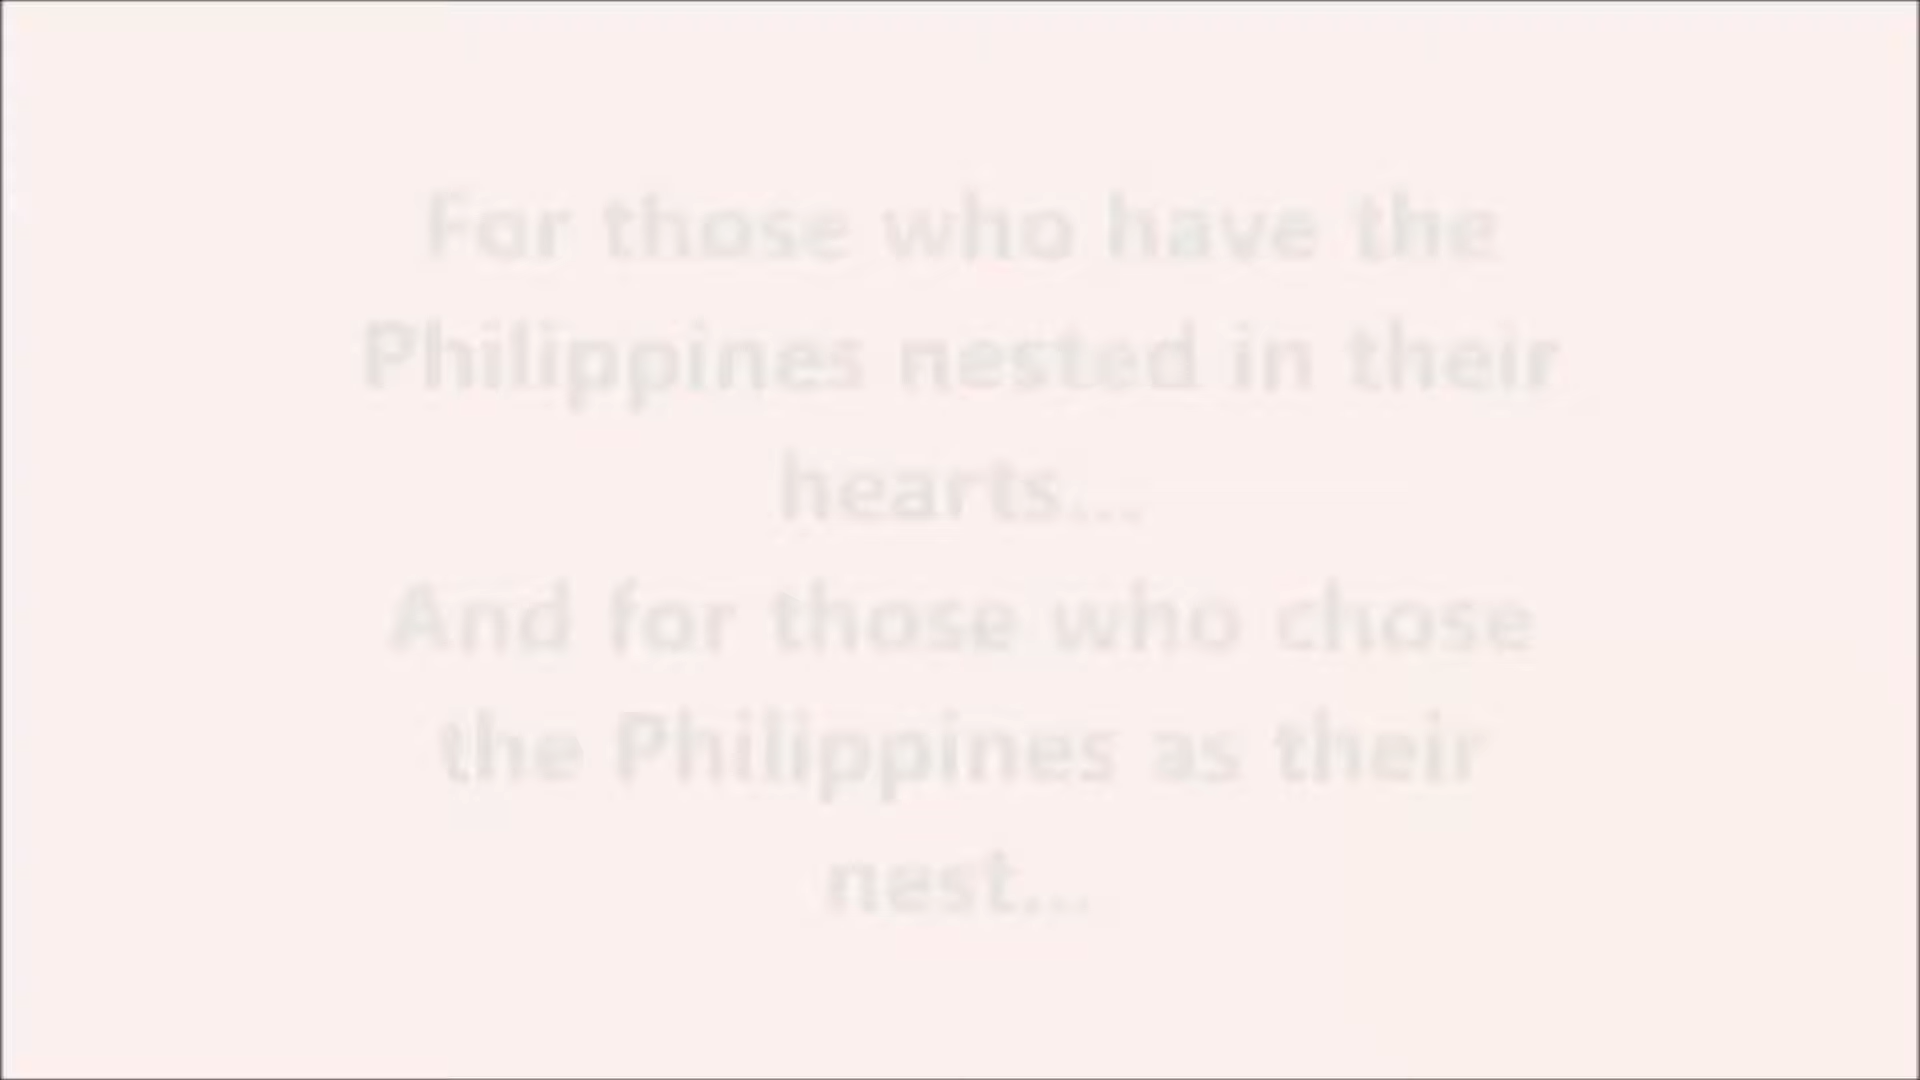 For those who have the
Philippines nested in their
hearts...
And for those who chose
the Philippines as their
nest...